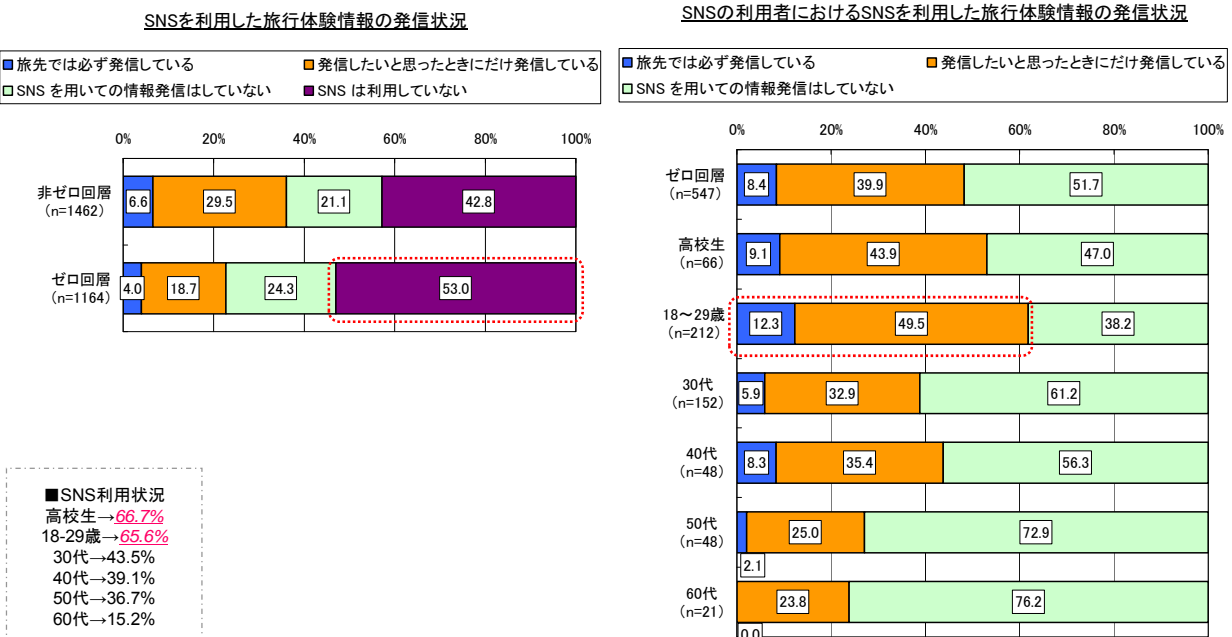 SNSを利用した旅行体験情報の発信状況
■旅先では必ず発信している ■発信したいと思ったときにだけ発信している
□SNS を用いての情報発信はしていない ■SNS は利用していない
0% 20% 40% 60% 80% 100%
非ゼロ回層
(n=1462)
6.6 29.5 21.1 42.8
ゼロ回層
(n=1164)
4.0 18.7 24.3 53.0
■SNS利用状況
高校生→66.7%
18-29歳→65.6%
30代→43.5%
40代→39.1%
50代→36.7%
60代→15.2%
SNSの利用者におけるSNSを利用した旅行体験情報の発信状況
■旅先では必ず発信している ■発信したいと思ったときにだけ発信している
□SNS を用いての情報発信はしていない
0% 20% 40% 60% 80% 100%
ゼロ回層
(n=547)
8.4 39.9 51.7
高校生
(n=66)
9.1 43.9 47.0
18～29歳
(n=212)
12.3 49.5 38.2
30代
(n=152)
5.9 32.9 61.2
40代
(n=48)
8.3 35.4 56.3
50代
(n=48)
25.0 72.9
2.1
60代
(n=21)
23.8 76.2
0.0